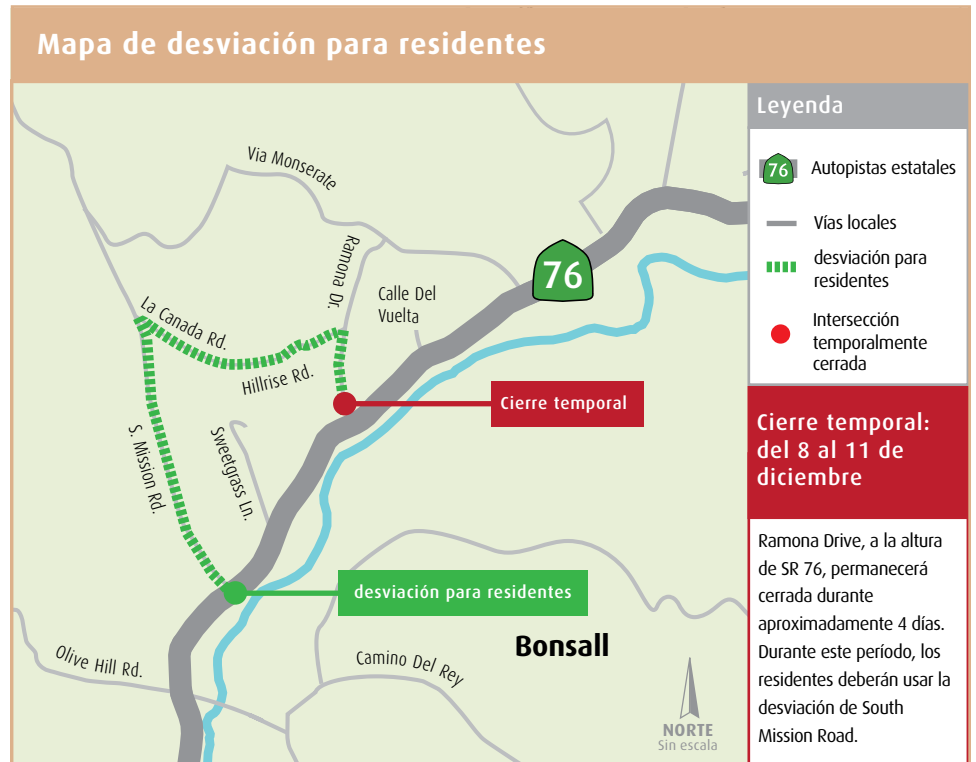 Mapa de desviación para residentes
Via Monserate
Ramona Dr.
76
Calle Del
Vuelta
La Canada Rd.
Hillrise Rd.
Cierre temporal
S. Mission Rd.
Sweetgrass Ln.
desviación para residentes
Bonsall
Olive Hill Rd.
Camino Del Rey
NORTE
Sin escala
Leyenda
76
Autopistas estatales
Vías locales
desviación para
residentes
Intersección
temporalmente
cerrada
Cierre temporal:
del 8 al 11 de
diciembre
Ramona Drive, a la altura
de SR 76, permanecerá
cerrada durante
aproximadamente 4 días.
Durante este período, los
residentes deberán usar la
desviación de South
Mission Road.